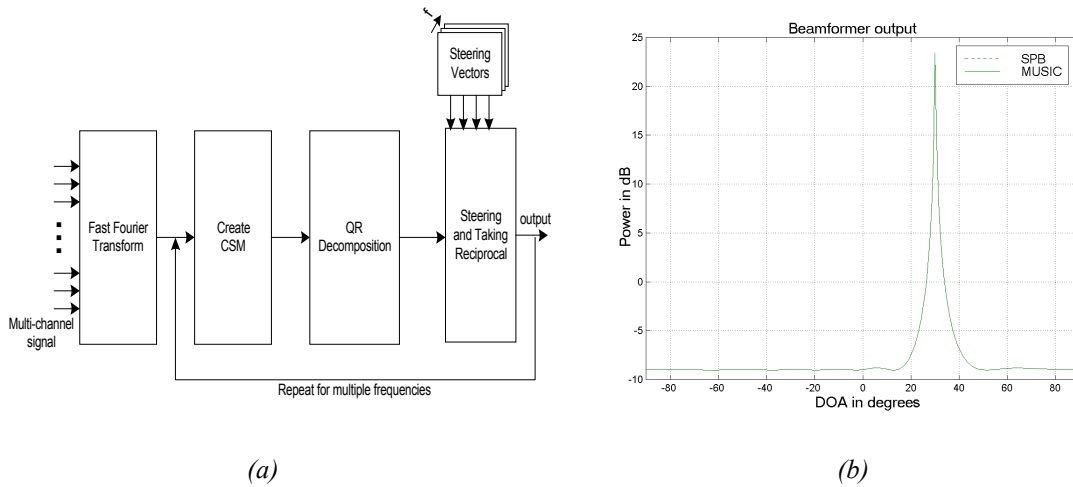 f
Steering
Vectors
Fast Fourier
Transform
Create
CSM
QR
Decomposition
Steering
and Taking
Reciprocal
output
Multi-channel
signal
Repeat for multiple frequencies
(a)
Beamformer output
SPB
MUSIC
Power in dB
25
20
15
10
5
0
-5
-10
-80
-60
-40
-20
0
20
40
60
80
DOA in degrees
(b)